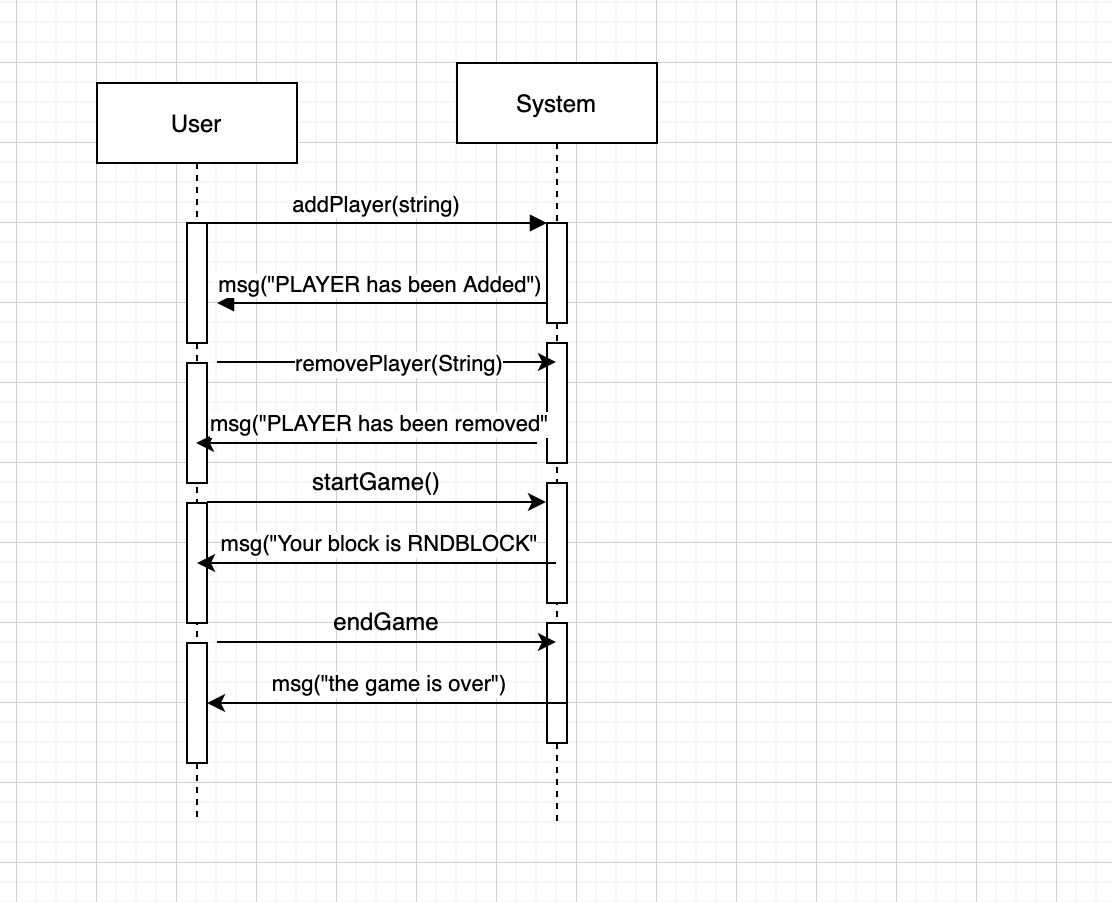 User
System
addPlayer(string)
msg("PLAYER has been Added")
removePlayer(String)
msg("PLAYER has been removed"
startGame()
msg("Your block is RNDBLOCK"
endGame
msg("the game is over")